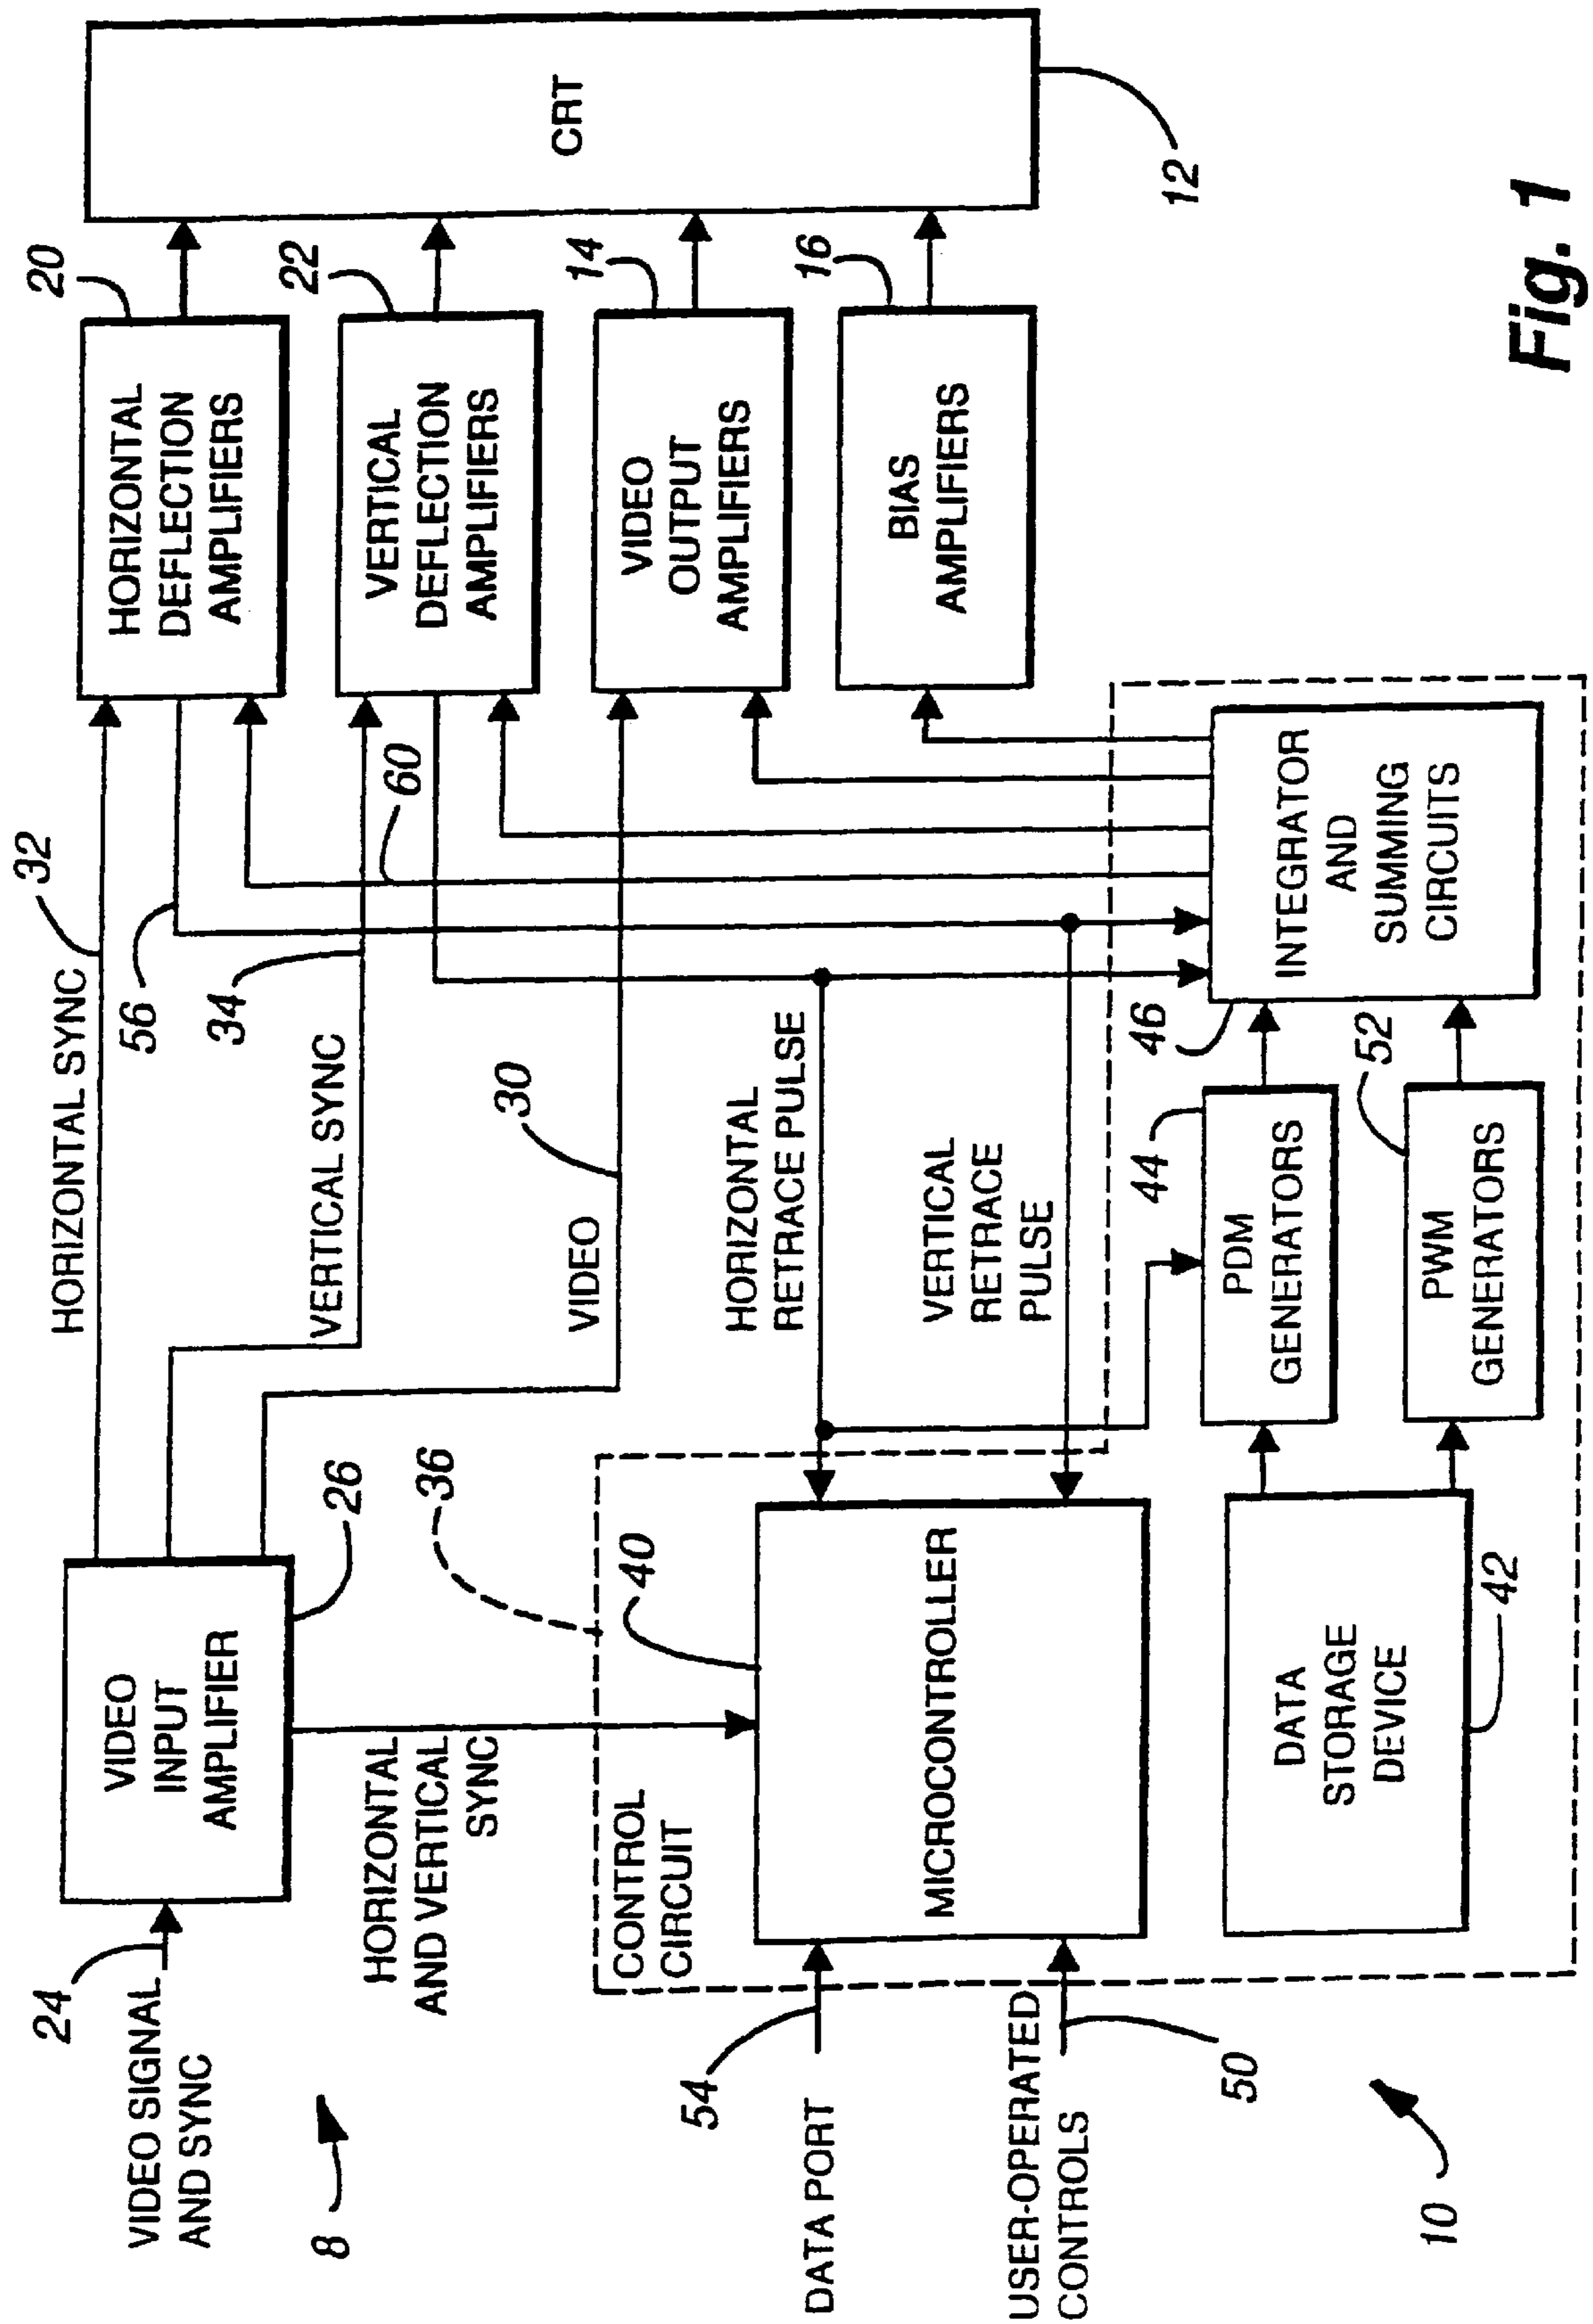 VIDEO SIGNAL
AND SYNC
24
8
VIDEO
INPUT
AMPLIFIER
26
HORIZONTAL SYNC
32
56
34
VERTICAL SYNC
60
VIDEO
30
HORIZONTAL
DEFLECTION
AMPLIFIERS
20
VERTICAL
DEFLECTION
AMPLIFIERS
22
VIDEO
OUTPUT
AMPLIFIERS
14
BIAS
AMPLIFIERS
16
CRT
12
HORIZONTAL
AND VERTICAL
SYNC
36
CONTROL
CIRCUIT
40
MICROCONTROLLER
HORIZONTAL
RETRACE PULSE
VERTICAL
RETRACE
PULSE
DATA PORT
54
USER-OPERATED
CONTROLS
50
DATA
STORAGE
DEVICE
42
44
PDM
GENERATORS
52
PWM
GENERATORS
46
INTEGRATOR
AND
SUMMING
CIRCUITS
10
Fig. 1